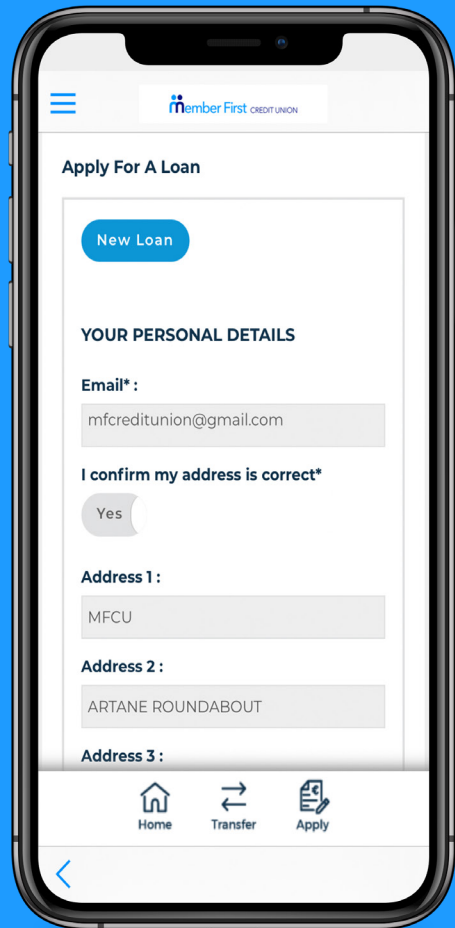 Member First CREDIT UNION
Apply For A Loan
New Loan
YOUR PERSONAL DETAILS
Email* :
mfcreditunion@gmail.com
I confirm my address is correct*
Yes
Address 1 :
MFCU
Address 2 :
ARTANE ROUNDABOUT
Address 3 :
Home Transfer Apply